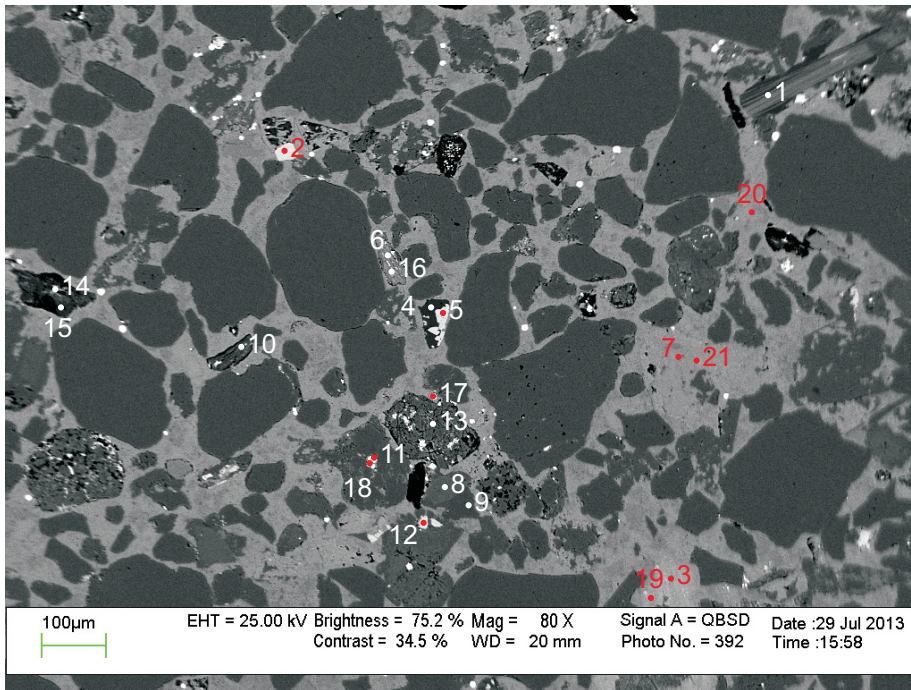 1
2
20
6
16
14
4
5
15
10
7
21
17
13
11
8
18
9
12
19
3
100µm
EHT = 25.00 kV
Brightness = 75.2 %
Mag = 80 X
Signal A = QBSD
Date :29 Jul 2013
Contrast = 34.5 %
WD = 20 mm
Photo No. = 392
Time :15:58